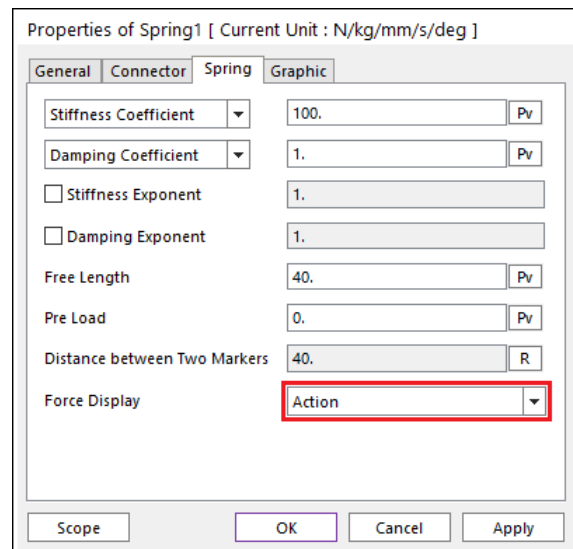 Properties of Spring1 [ Current Unit : N/kg/mm/s/deg ]
General Connector Spring Graphic
Stiffness Coefficient 100. Pv
Damping Coefficient 1. Pv
Stiffness Exponent 1.
Damping Exponent 1.
Free Length 40. Pv
Pre Load 0. Pv
Distance between Two Markers 40. R
Force Display Action
Scope OK Cancel Apply